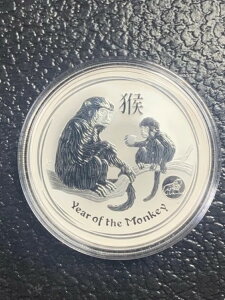 猴
Year of the Monkey